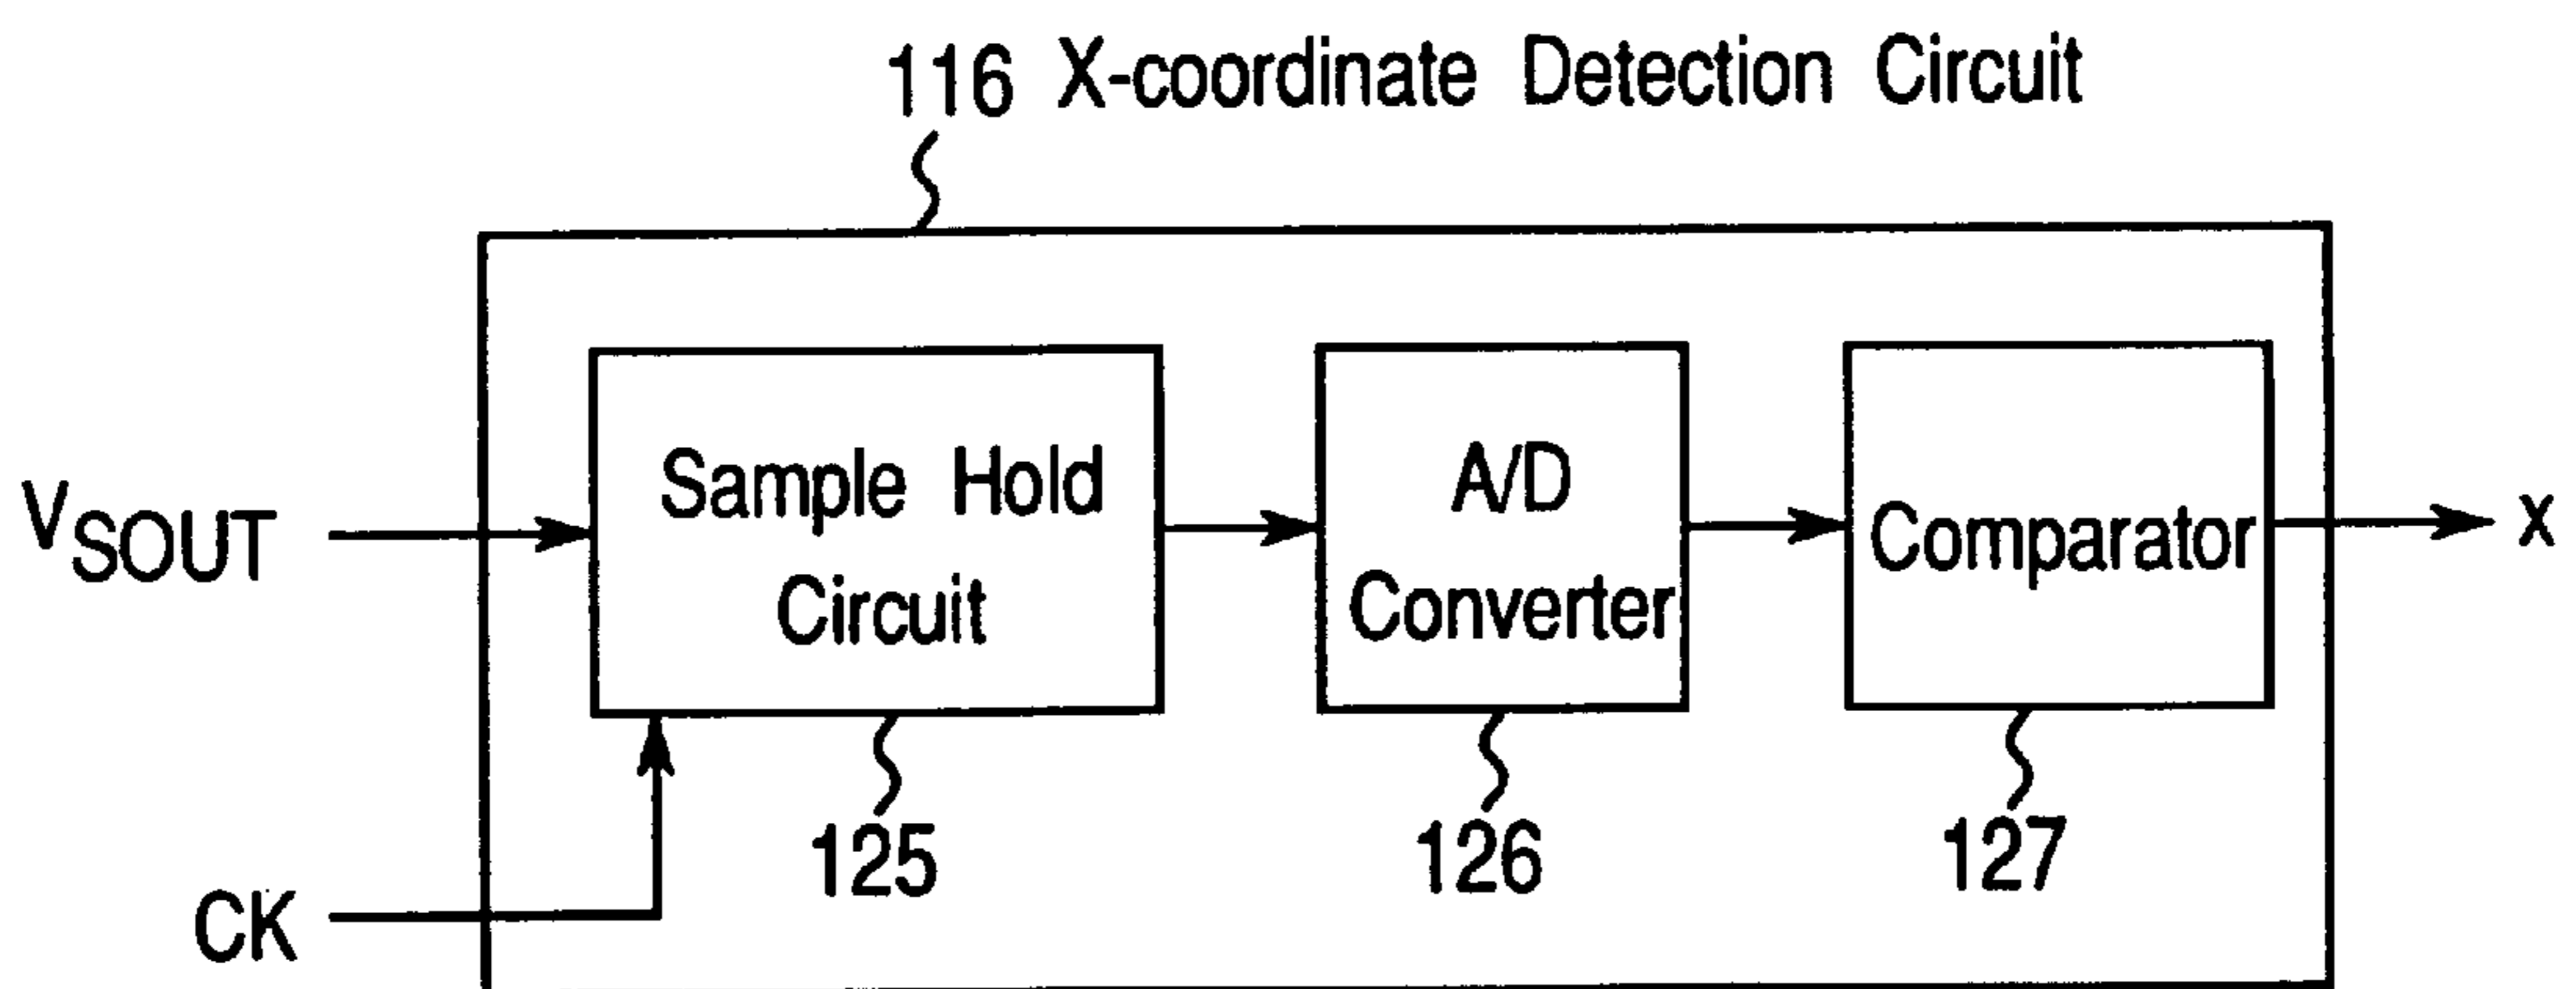 116 X-coordinate Detection Circuit
Sample Hold
Circuit
A/D
Converter
Comparator
VSOUT
x
CK
125
126
127